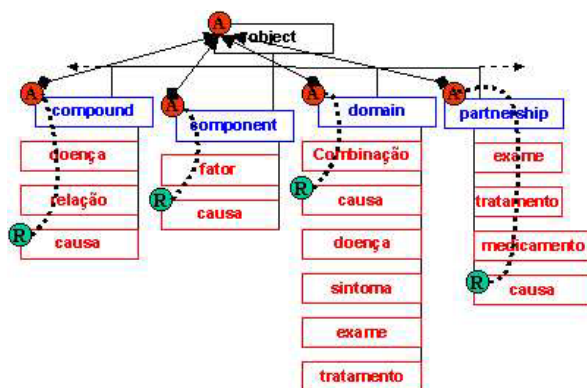 A
object
A
compound
doença
relação
R
causa
A
component
fator
R
causa
A
domain
Combinação
R
causa
doença
sintoma
exame
tratamento
A
partnership
exame
tratamento
medicamento
R
causa